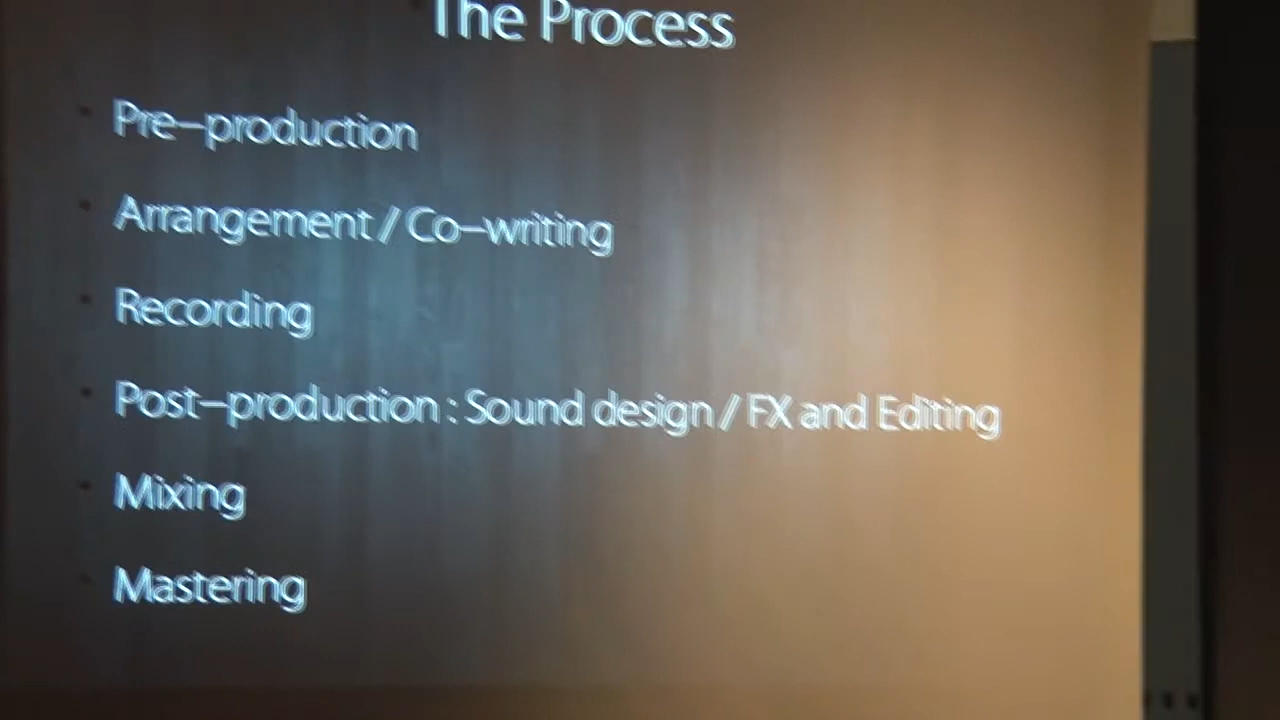 The Process
Pre-production
Arrangement / Co-writing
Recording
Post-production : Sound design / FX and Editing
Mixing
Mastering